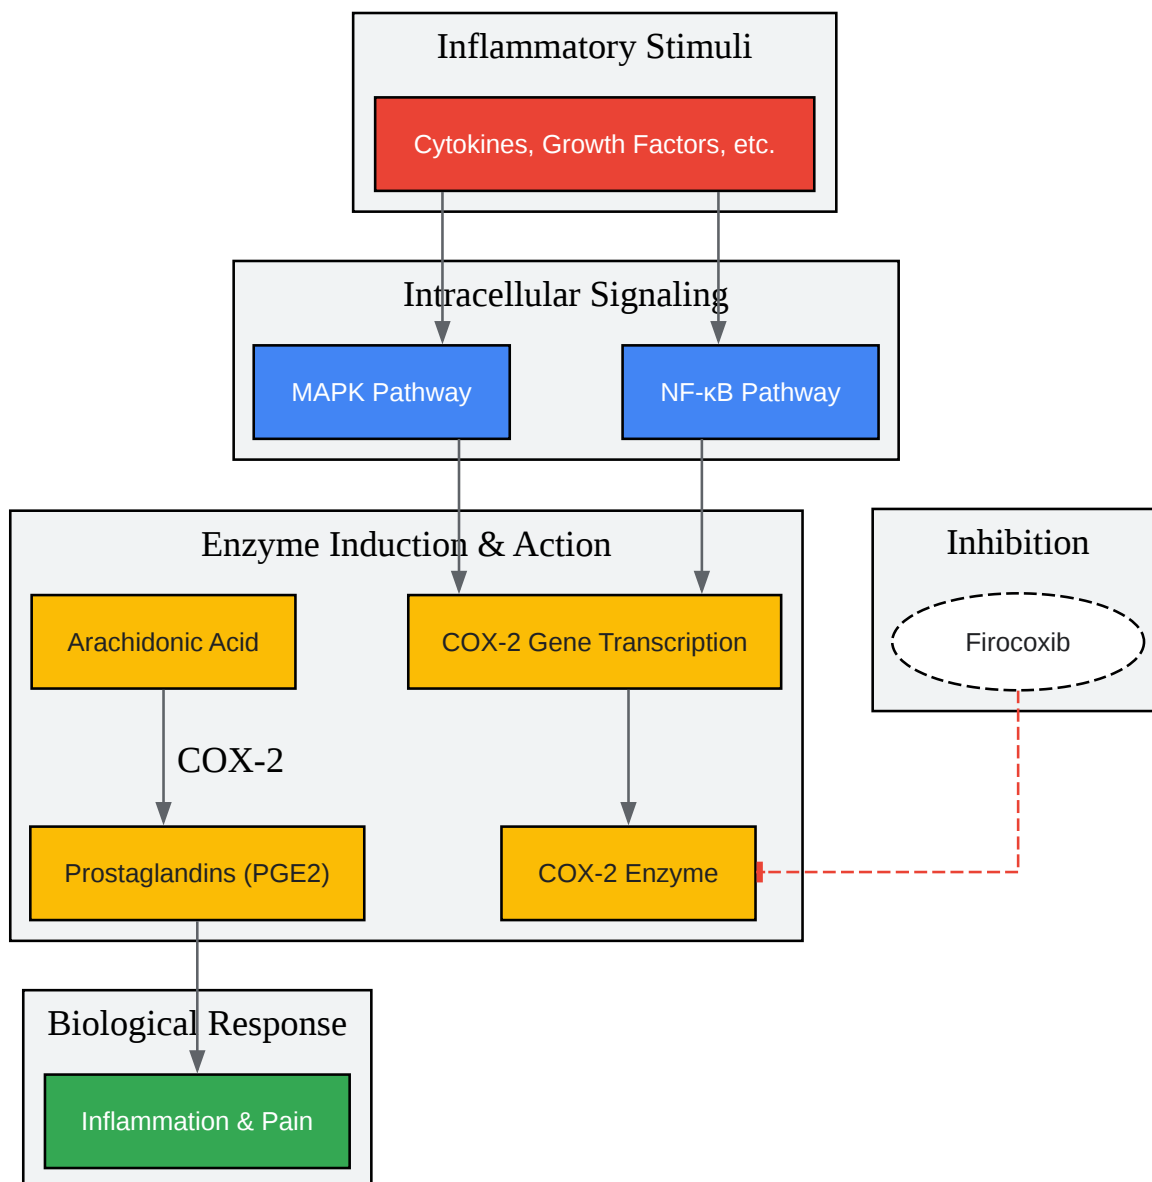 Inflammatory Stimuli
Cytokines, Growth Factors, etc.
Intracellular Signaling
MAPK Pathway
NF-κB Pathway
Enzyme Induction & Action
Inhibition
Arachidonic Acid
COX-2 Gene Transcription
Firocoxib
COX-2
Prostaglandins (PGE2)
COX-2 Enzyme
Biological Response
Inflammation & Pain